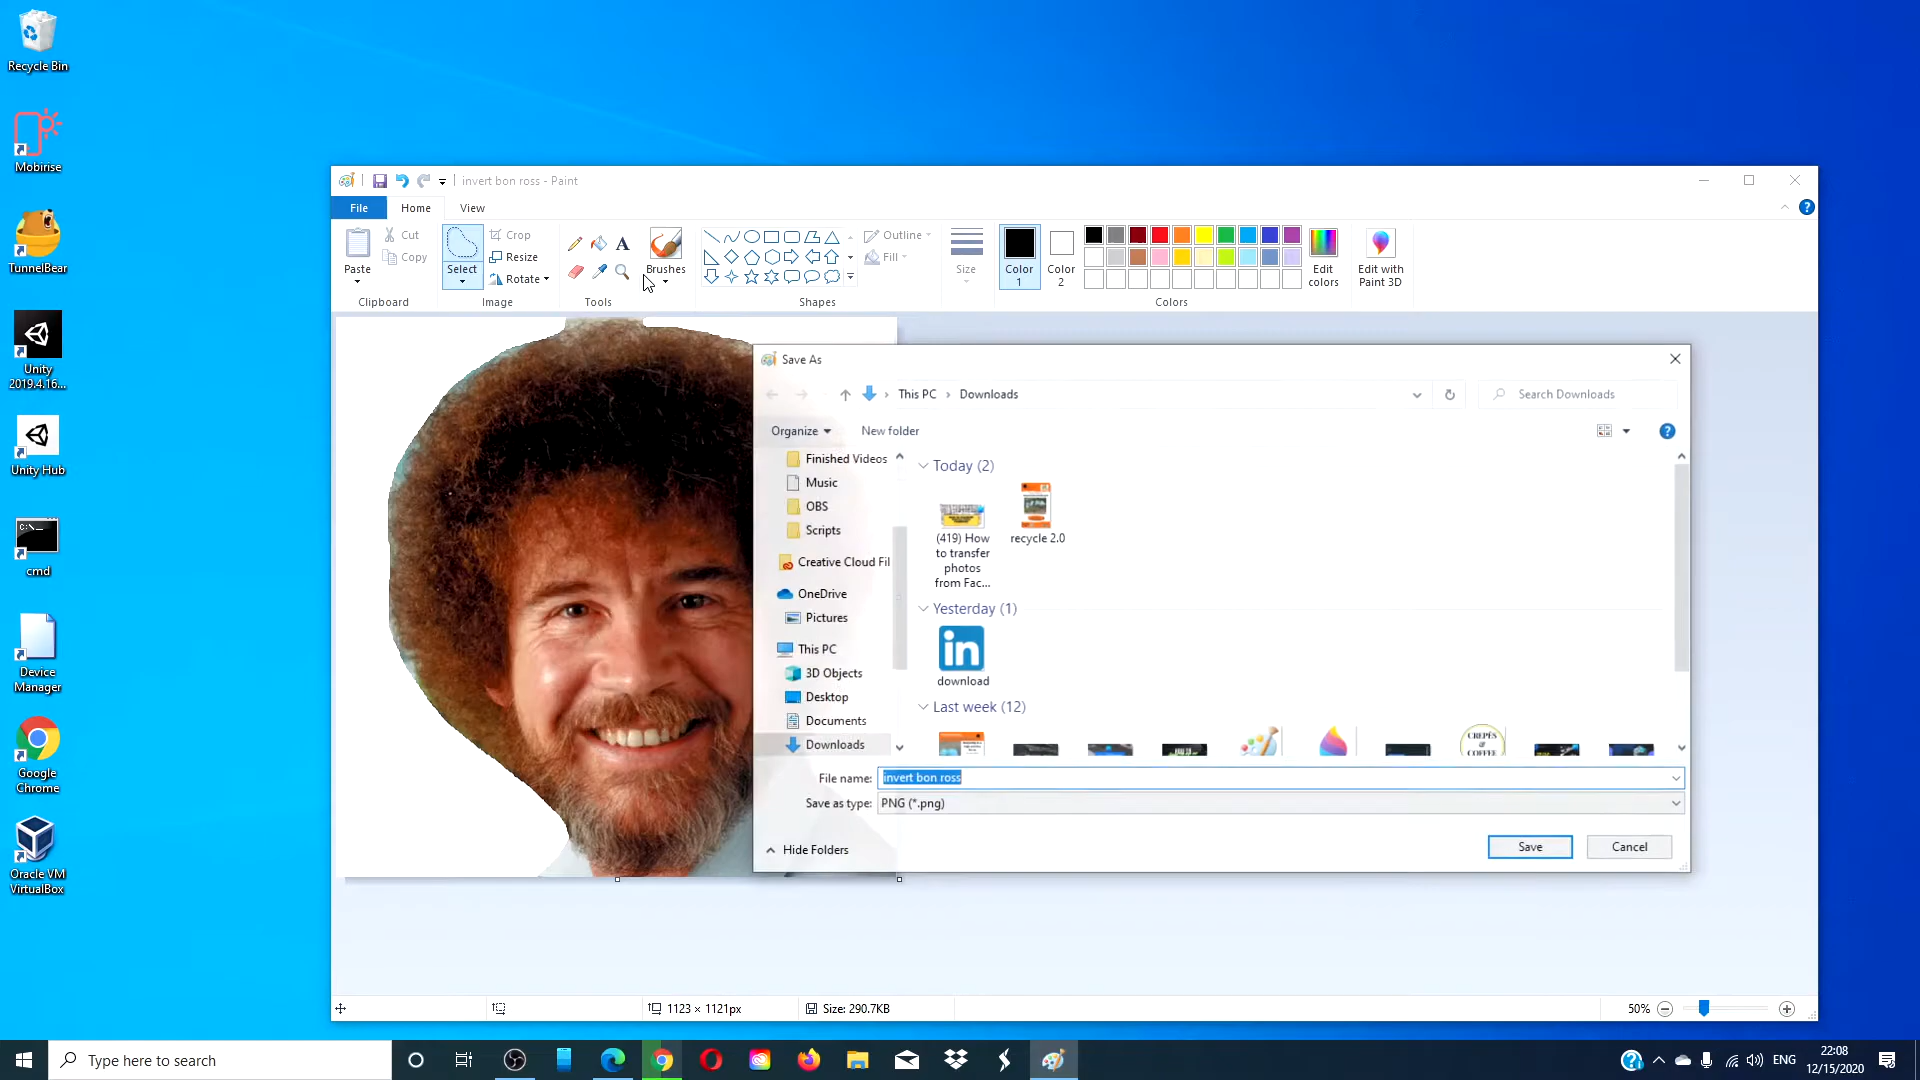 Recycle Bin
Mobirise
TunnelBear
Unity
2019.4.16...
Unity Hub
cmd
Device
Manager
Google
Chrome
Oracle VM
VirtualBox
invert bon ross - Paint
File
Home
View
Paste
Cut
Copy
Clipboard
Select
Crop
Resize
Rotate
Image
Tools
Brushes
Shapes
Outline
Fill
Size
Color
1
Color
2
Colors
Edit
colors
Edit with
Paint 3D
Save As
This PC
Downloads
Search Downloads
Organize
New folder
Finished Videos
Music
OBS
Scripts
Creative Cloud Fil
OneDrive
Pictures
This PC
3D Objects
Desktop
Documents
Downloads
Today (2)
(419) How
to transfer
photos
from Fac...
recycle 2.0
Yesterday (1)
in
download
Last week (12)
CREPES
&
COFFEE
File name:
invert bon ross
Save as type:
PNG (*.png)
Hide Folders
Save
Cancel
1123 × 1121px
Size: 290.7KB
50%
Type here to search
ENG
22:08
12/15/2020